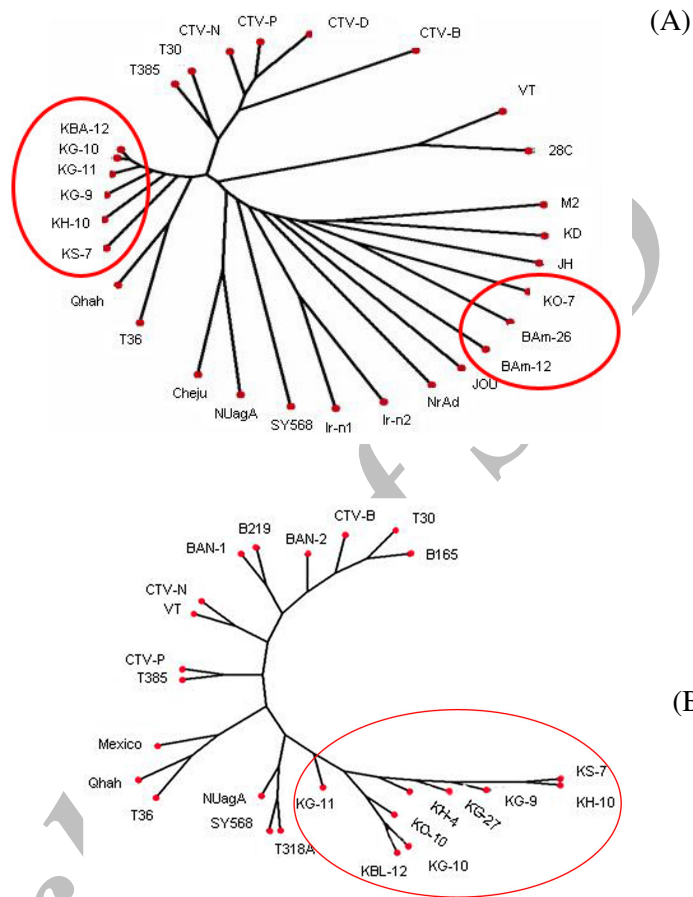 (A)
CTV-P
CTV-D
CTV-N
CTV-B
T30
T385
VT
KBA-12
KG-10
28C
KG-11
KG-9
M2
KH-10
KD
KS-7
JH
Qhah
KO-7
T36
BAm-26
BAm-12
Cheju
JOU
NUagA
NrAd
SY568
Ir-n1
Ir-n2
CTV-B
T30
B219
BAN-2
BAN-1
B165
CTV-N
VT
CTV-P
T385
(B
Mexico
KS-7
Qhah
KG-9
KH-10
NUagA
KG-11
KH-4
KG-27
T36
SY568
KO-10
T318A
KBL-12
KG-10